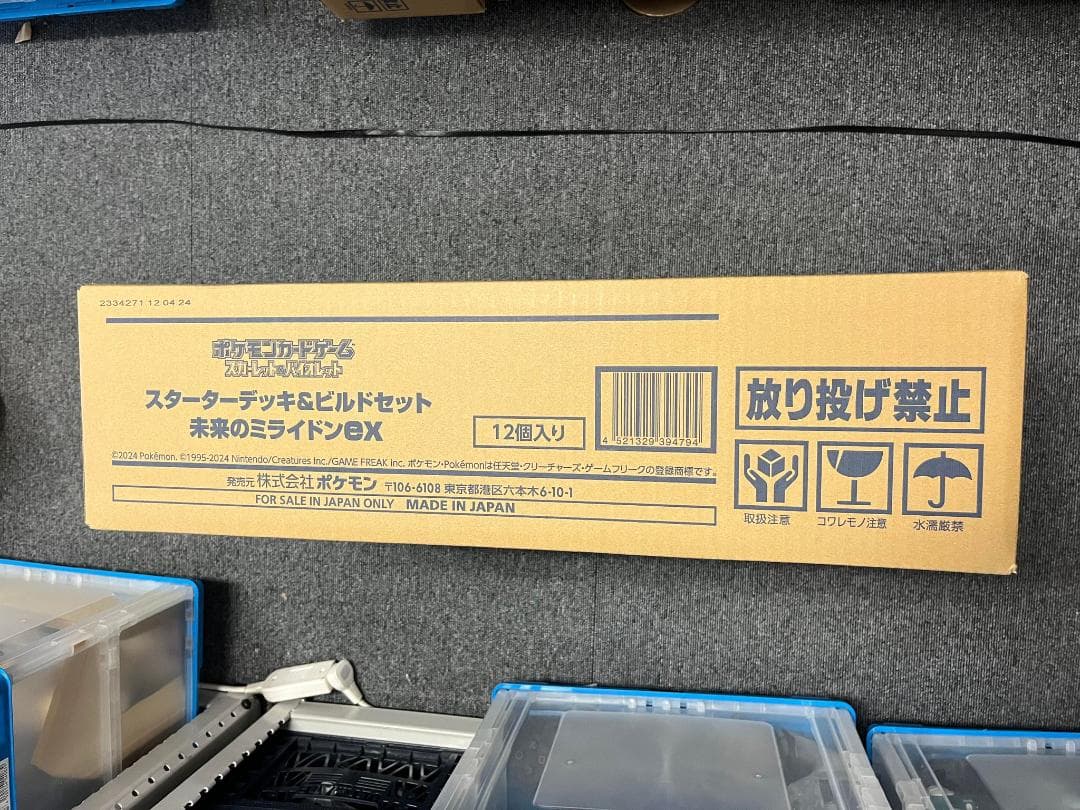 2334271 12 04 24
ポケモンカードゲーム
スカーレット&バイオレット
スターターデッキ&ビルドセット
未来のミライドンex
12個入り
4 521329 394794
©2024 Pokémon. ©1995-2024 Nintendo/Creatures Inc./GAME FREAK inc. ポケモン・Pokémonは任天堂・クリーチャーズ・ゲームフリークの登録商標です。
発売元 株式会社ポケモン 〒106-6108 東京都港区六本木6-10-1
FOR SALE IN JAPAN ONLY MADE IN JAPAN
放り投げ禁止
取扱注意
コワレモノ注意
水濡厳禁